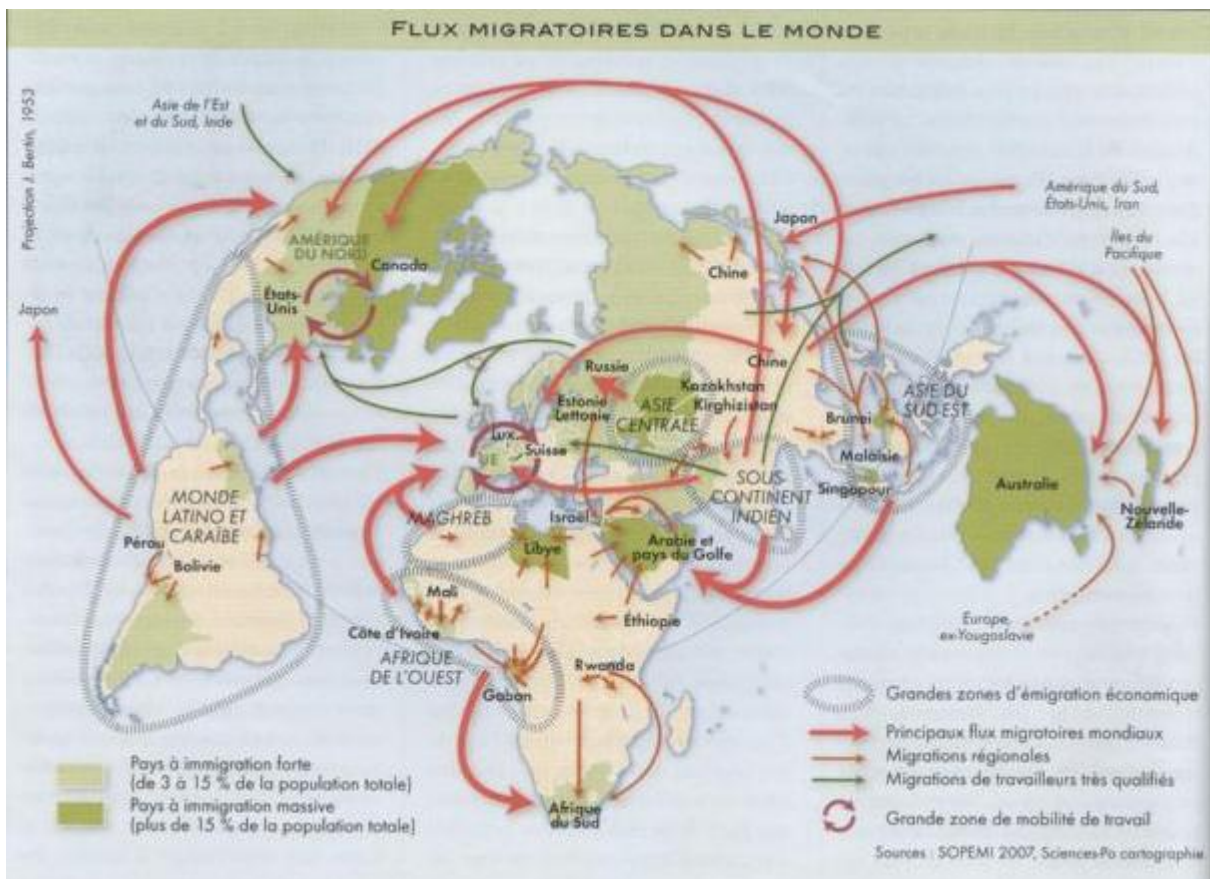 FLUX MIGRATOIRES DANS LE MONDE
Projection J. Bertin, 1953
Asie de l'Est
et du Sud, Inde
Japon
Amérique du Sud,
États-Unis, Iran
Îles du
Pacifique
AMÉRIQUE
DU NORD
Canada
États-
Unis
Chine
Japon
Russie
Chine
Estonie
Lettonie
Kazakhstan
Kirghizistan
ASIE
CENTRALE
Brunei
ASIE DU
SUD-EST
Lux.
Suisse
UE
Malaisie
Singapour
SOUS-
CONTINENT
INDIEN
Australie
Nouvelle-
Zélande
MONDE
LATINO ET
CARAÏBE
MAGHREB
Israël
Libye
Arabie et
pays du Golfe
Pérou
Bolivie
Mali
Éthiopie
Côte d'Ivoire
AFRIQUE
DE L'OUEST
Gabon
Rwanda
Europe,
ex-Yougoslavie
Afrique
du Sud
Pays à immigration forte
(de 3 à 15 % de la population totale)
Pays à immigration massive
(plus de 15 % de la population totale)
Grandes zones d'émigration économique
Principaux flux migratoires mondiaux
Migrations régionales
Migrations de travailleurs très qualifiés
Grande zone de mobilité de travail
Sources : SOPEMI 2007, Sciences-Po cartographie